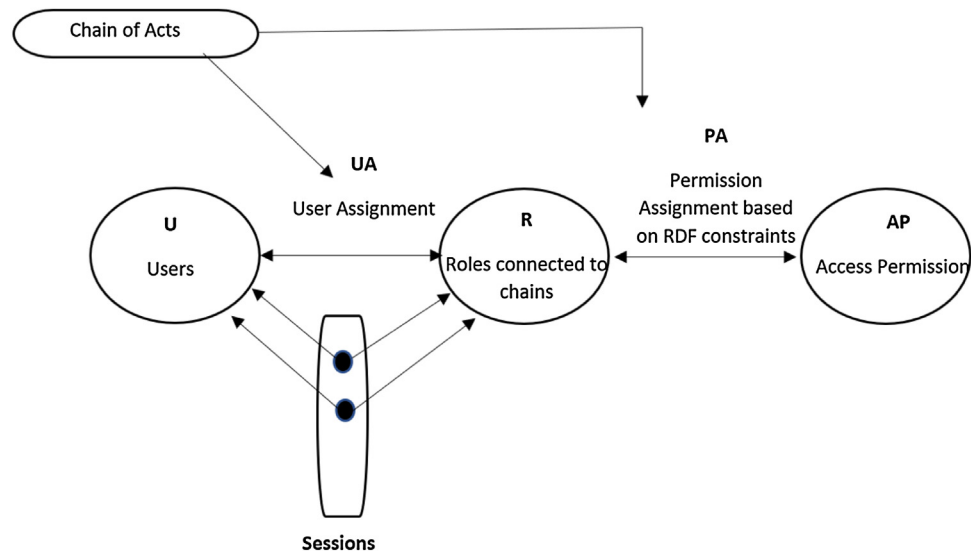 Chain of Acts
PA
UA
Permission
Assignment based
on RDF constraints
User Assignment
U
Users
R
Roles connected to
chains
AP
Access Permission
Sessions